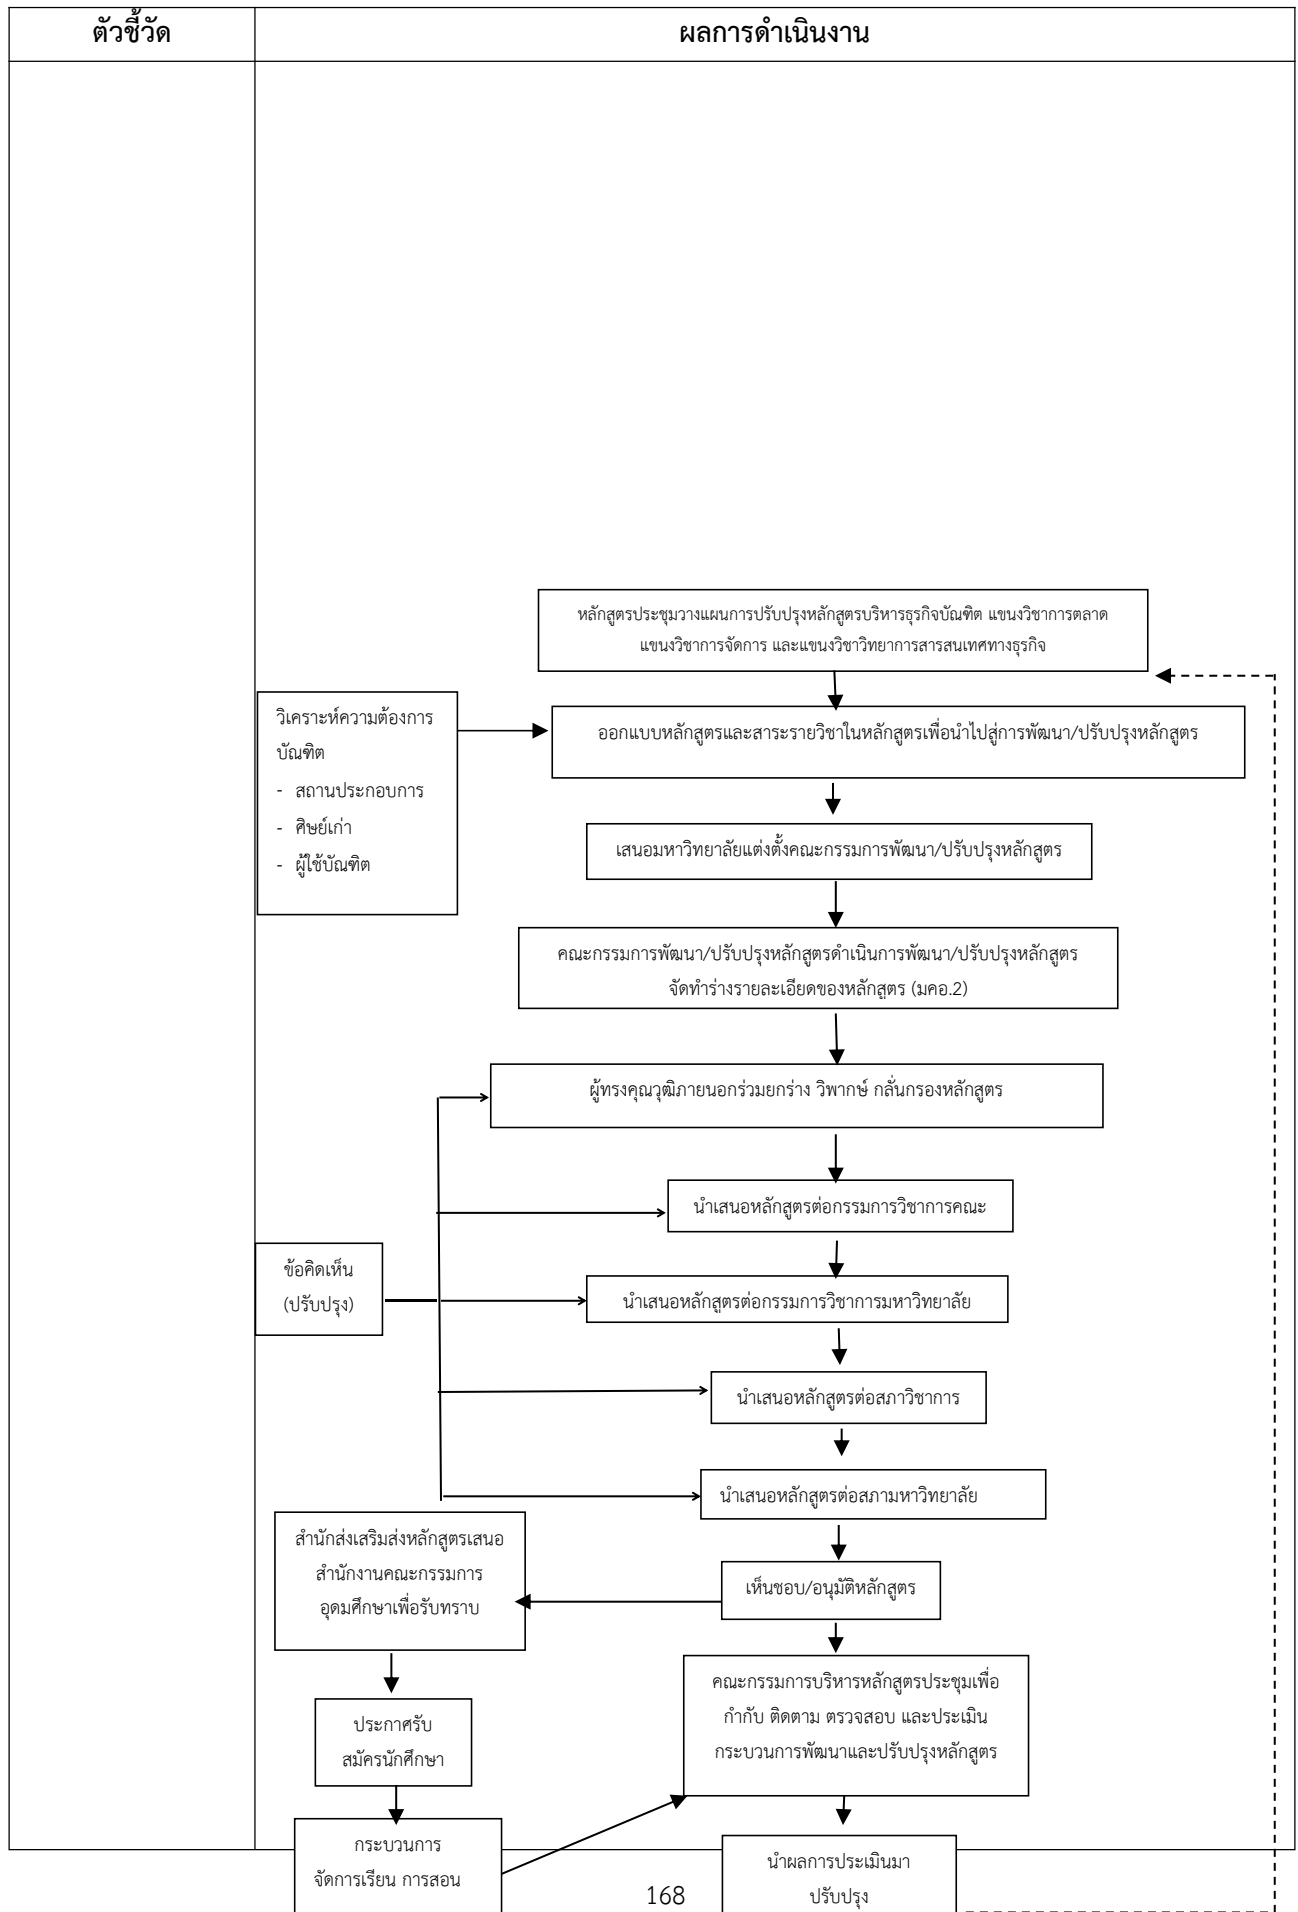 ตัวชี้วัด
ผลการดำเนินงาน
หลักสูตรประชุมวางแผนการปรับปรุงหลักสูตรบริหารธุรกิจบัณฑิต แขนงวิชาการตลาด
แขนงวิชาการจัดการ และแขนงวิชาวิทยาการสารสนเทศทางธุรกิจ
วิเคราะห์ความต้องการ
บัณฑิต
- สถานประกอบการ
- ศิษย์เก่า
- ผู้ใช้บัณฑิต
ออกแบบหลักสูตรและสาระรายวิชาในหลักสูตรเพื่อนำไปสู่การพัฒนา/ปรับปรุงหลักสูตร
เสนอมหาวิทยาลัยแต่งตั้งคณะกรรมการพัฒนา/ปรับปรุงหลักสูตร
คณะกรรมการพัฒนา/ปรับปรุงหลักสูตรดำเนินการพัฒนา/ปรับปรุงหลักสูตร
จัดทำร่างรายละเอียดของหลักสูตร (มคอ.2)
ผู้ทรงคุณวุฒิภายนอกร่วมยกร่าง วิพากษ์ กลั่นกรองหลักสูตร
นำเสนอหลักสูตรต่อกรรมการวิชาการคณะ
ข้อคิดเห็น
(ปรับปรุง)
นำเสนอหลักสูตรต่อกรรมการวิชาการมหาวิทยาลัย
นำเสนอหลักสูตรต่อสภาวิชาการ
นำเสนอหลักสูตรต่อสภามหาวิทยาลัย
สำนักส่งเสริมส่งหลักสูตรเสนอ
สำนักงานคณะกรรมการ
อุดมศึกษาเพื่อรับทราบ
เห็นชอบ/อนุมัติหลักสูตร
คณะกรรมการบริหารหลักสูตรประชุมเพื่อ
กำกับ ติดตาม ตรวจสอบ และประเมิน
กระบวนการพัฒนาและปรับปรุงหลักสูตร
ประกาศรับ
สมัครนักศึกษา
กระบวนการ
จัดการเรียน การสอน
นำผลการประเมินมา
ปรับปรุง
168